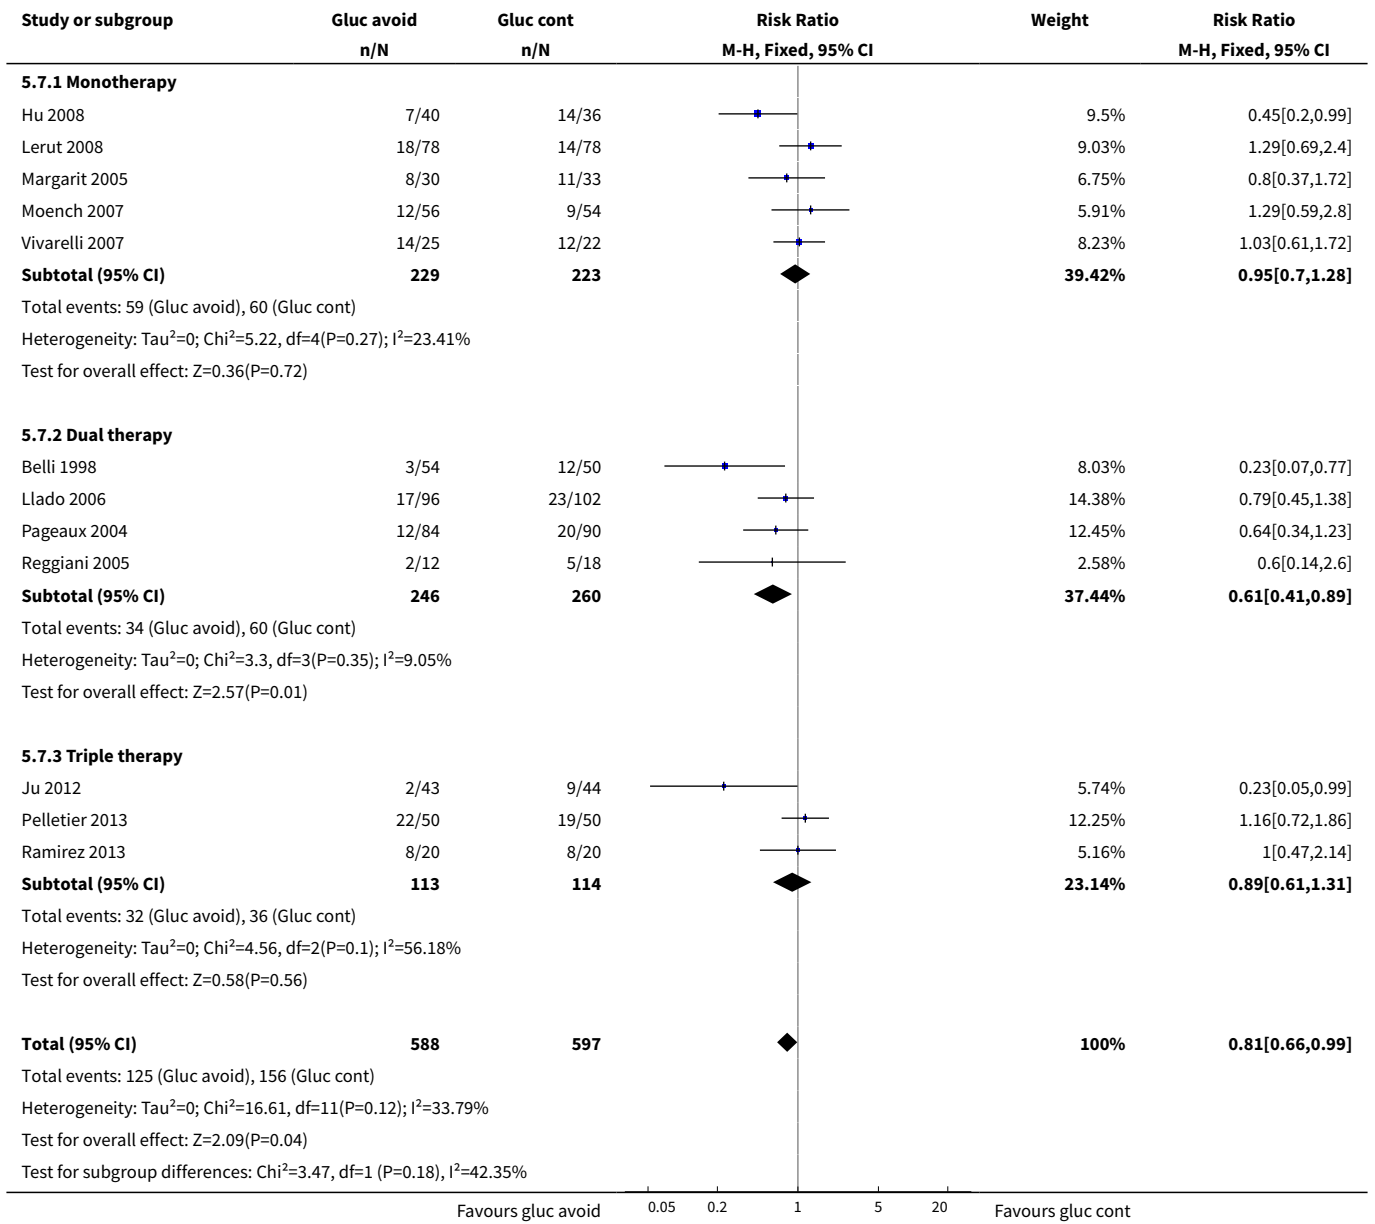 Study or subgroup Gluc avoid Gluc cont Risk Ratio Weight Risk Ratio
n/N n/N M-H, Fixed, 95% CI M-H, Fixed, 95% CI
5.7.1 Monotherapy
Hu 2008 7/40 14/36 9.5% 0.45[0.2,0.99]
Lerut 2008 18/78 14/78 9.03% 1.29[0.69,2.4]
Margarit 2005 8/30 11/33 6.75% 0.8[0.37,1.72]
Moench 2007 12/56 9/54 5.91% 1.29[0.59,2.8]
Vivarelli 2007 14/25 12/22 8.23% 1.03[0.61,1.72]
Subtotal (95% CI) 229 223 39.42% 0.95[0.7,1.28]
Total events: 59 (Gluc avoid), 60 (Gluc cont)
Heterogeneity: Tau²=0; Chi²=5.22, df=4(P=0.27); I²=23.41%
Test for overall effect: Z=0.36(P=0.72)
5.7.2 Dual therapy
Belli 1998 3/54 12/50 8.03% 0.23[0.07,0.77]
Llado 2006 17/96 23/102 14.38% 0.79[0.45,1.38]
Pageaux 2004 12/84 20/90 12.45% 0.64[0.34,1.23]
Reggiani 2005 2/12 5/18 2.58% 0.6[0.14,2.6]
Subtotal (95% CI) 246 260 37.44% 0.61[0.41,0.89]
Total events: 34 (Gluc avoid), 60 (Gluc cont)
Heterogeneity: Tau²=0; Chi²=3.3, df=3(P=0.35); I²=9.05%
Test for overall effect: Z=2.57(P=0.01)
5.7.3 Triple therapy
Ju 2012 2/43 9/44 5.74% 0.23[0.05,0.99]
Pelletier 2013 22/50 19/50 12.25% 1.16[0.72,1.86]
Ramirez 2013 8/20 8/20 5.16% 1[0.47,2.14]
Subtotal (95% CI) 113 114 23.14% 0.89[0.61,1.31]
Total events: 32 (Gluc avoid), 36 (Gluc cont)
Heterogeneity: Tau²=0; Chi²=4.56, df=2(P=0.1); I²=56.18%
Test for overall effect: Z=0.58(P=0.56)
Total (95% CI) 588 597 100% 0.81[0.66,0.99]
Total events: 125 (Gluc avoid), 156 (Gluc cont)
Heterogeneity: Tau²=0; Chi²=16.61, df=11(P=0.12); I²=33.79%
Test for overall effect: Z=2.09(P=0.04)
Test for subgroup differences: Chi²=3.47, df=1 (P=0.18), I²=42.35%
Favours gluc avoid 0.05 0.2 1 5 20 Favours gluc cont